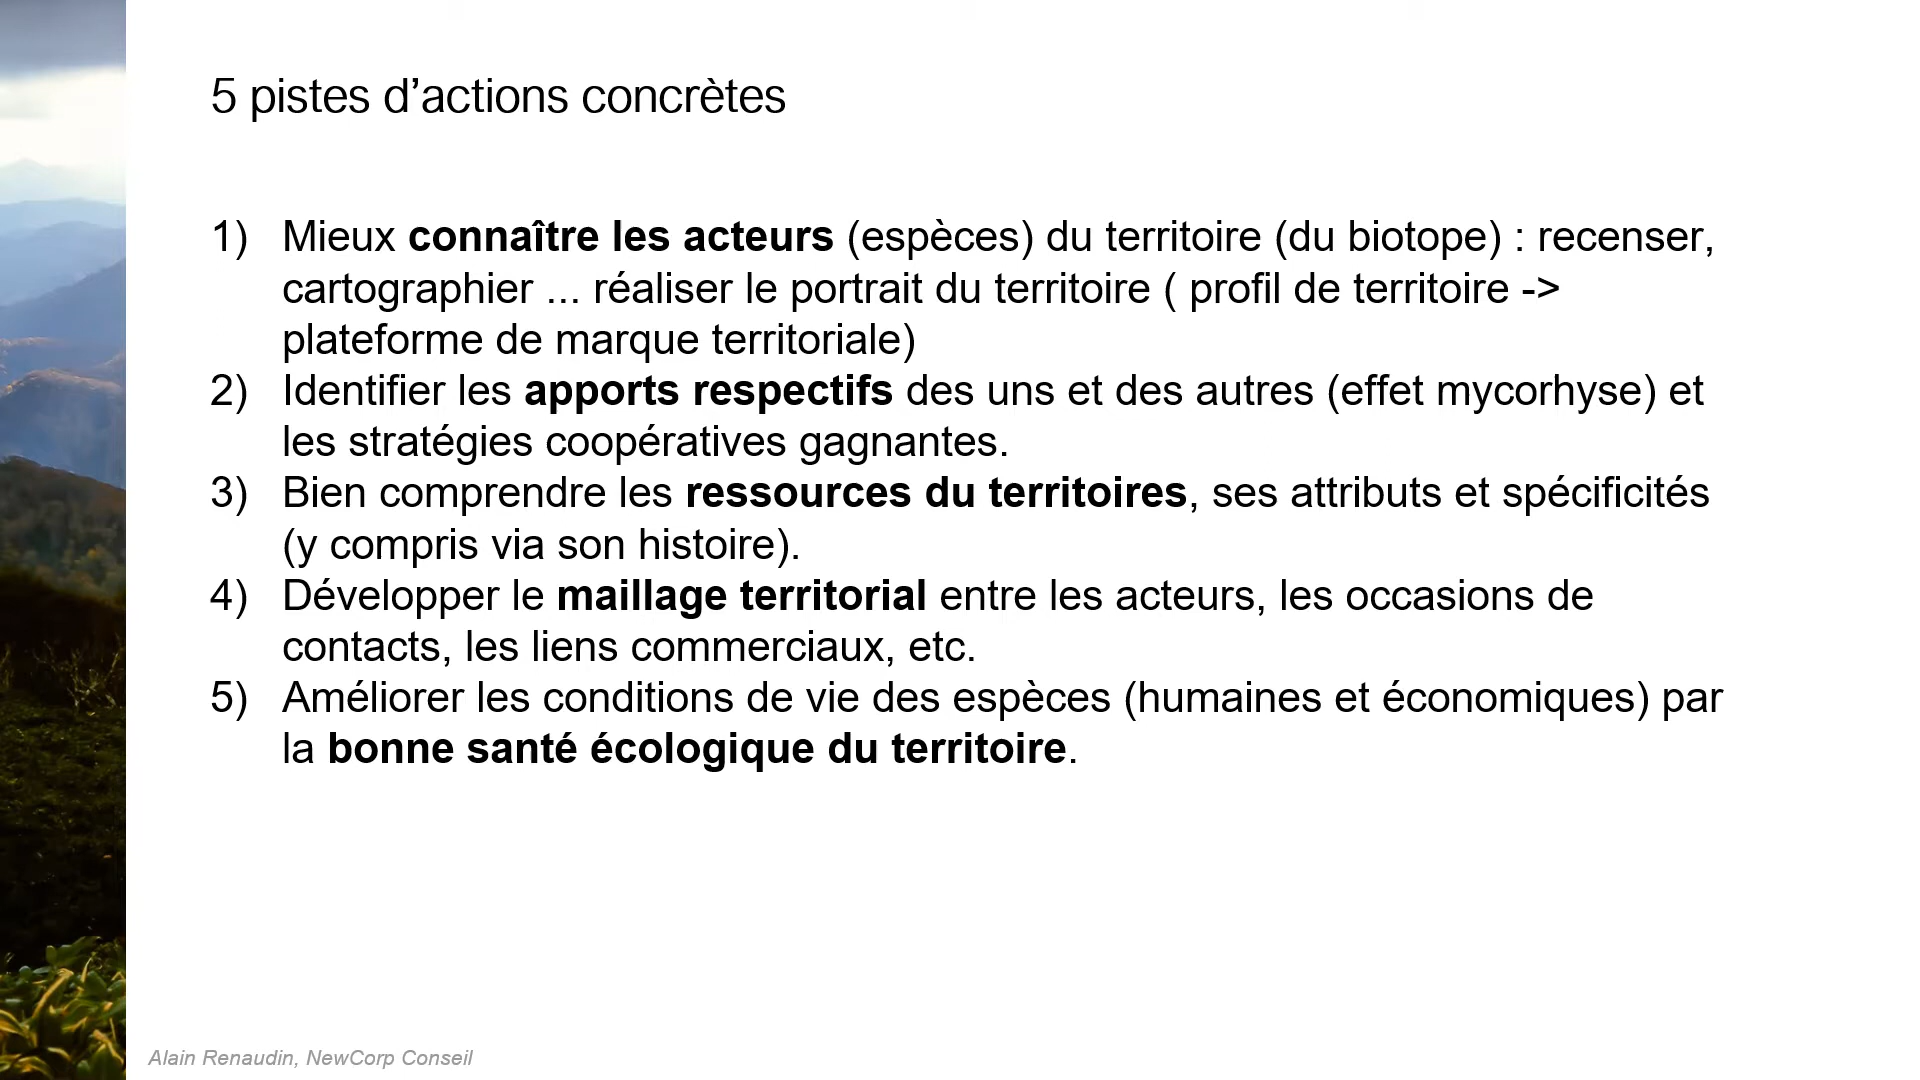 5 pistes d’actions concrètes
1) Mieux connaître les acteurs (espèces) du territoire (du biotope) : recenser,
cartographier ... réaliser le portrait du territoire ( profil de territoire ->
plateforme de marque territoriale)
2) Identifier les apports respectifs des uns et des autres (effet mycorhyse) et
les stratégies coopératives gagnantes.
3) Bien comprendre les ressources du territoires, ses attributs et spécificités
(y compris via son histoire).
4) Développer le maillage territorial entre les acteurs, les occasions de
contacts, les liens commerciaux, etc.
5) Améliorer les conditions de vie des espèces (humaines et économiques) par
la bonne santé écologique du territoire.
Alain Renaudin, NewCorp Conseil